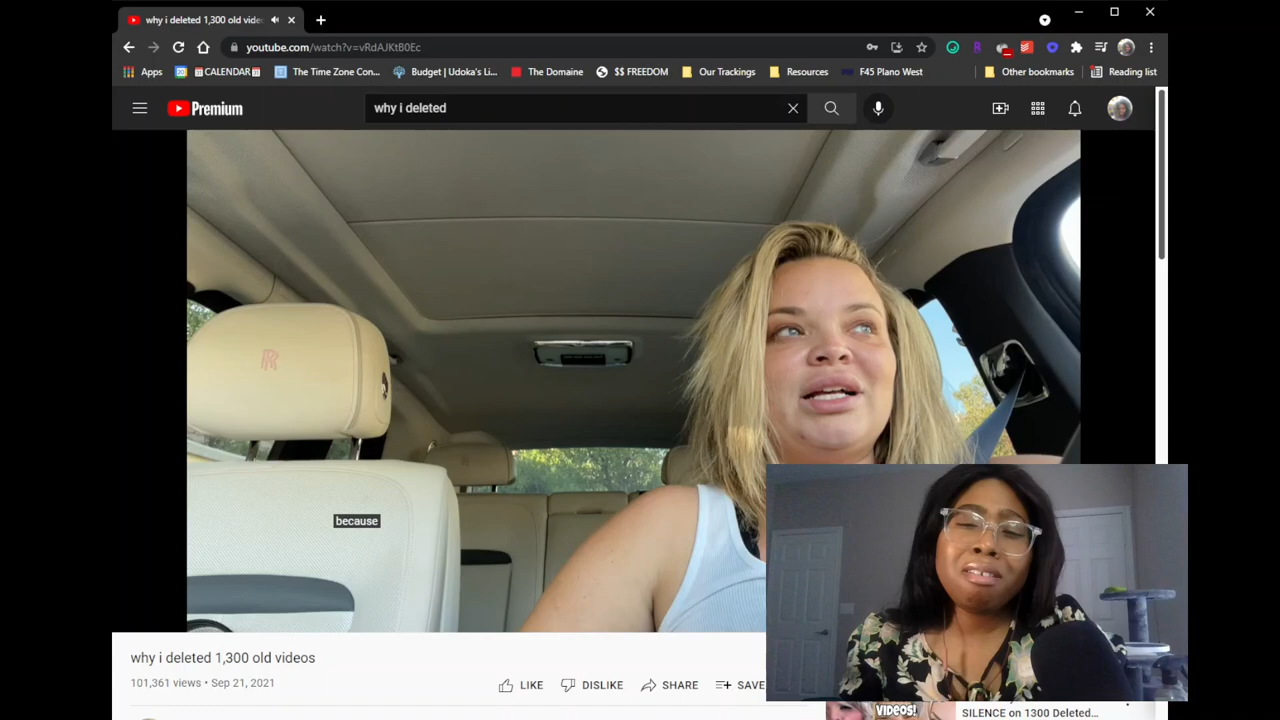 why i deleted 1,300 old vide
youtube.com/watch?v=vRdAJKtB0Ec
Apps
CALENDAR
The Time Zone Con...
Budget | Udoka's Li...
The Domaine
$$ FREEDOM
Our Trackings
Resources
F45 Plano West
Other bookmarks
Reading list
Premium
why i deleted
because
why i deleted 1,300 old videos
101,361 views • Sep 21, 2021
LIKE
DISLIKE
SHARE
SAVE
VIDEOS!
SILENCE on 1300 Deleted...